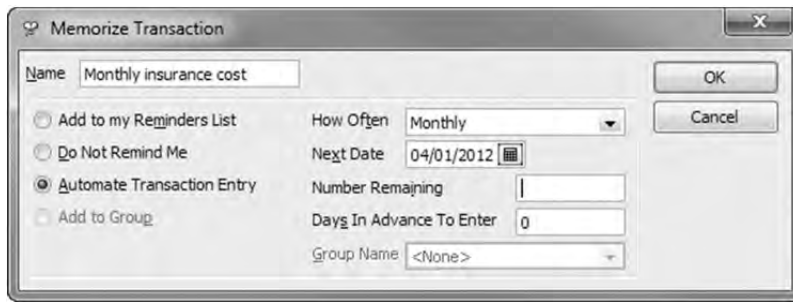 Memorize Transaction
Name Monthly insurance cost
OK
Add to my Reminders List How Often Monthly
Cancel
Do Not Remind Me Next Date 04/01/2012
Automate Transaction Entry Number Remaining
Add to Group Days In Advance To Enter 0
Group Name <None>